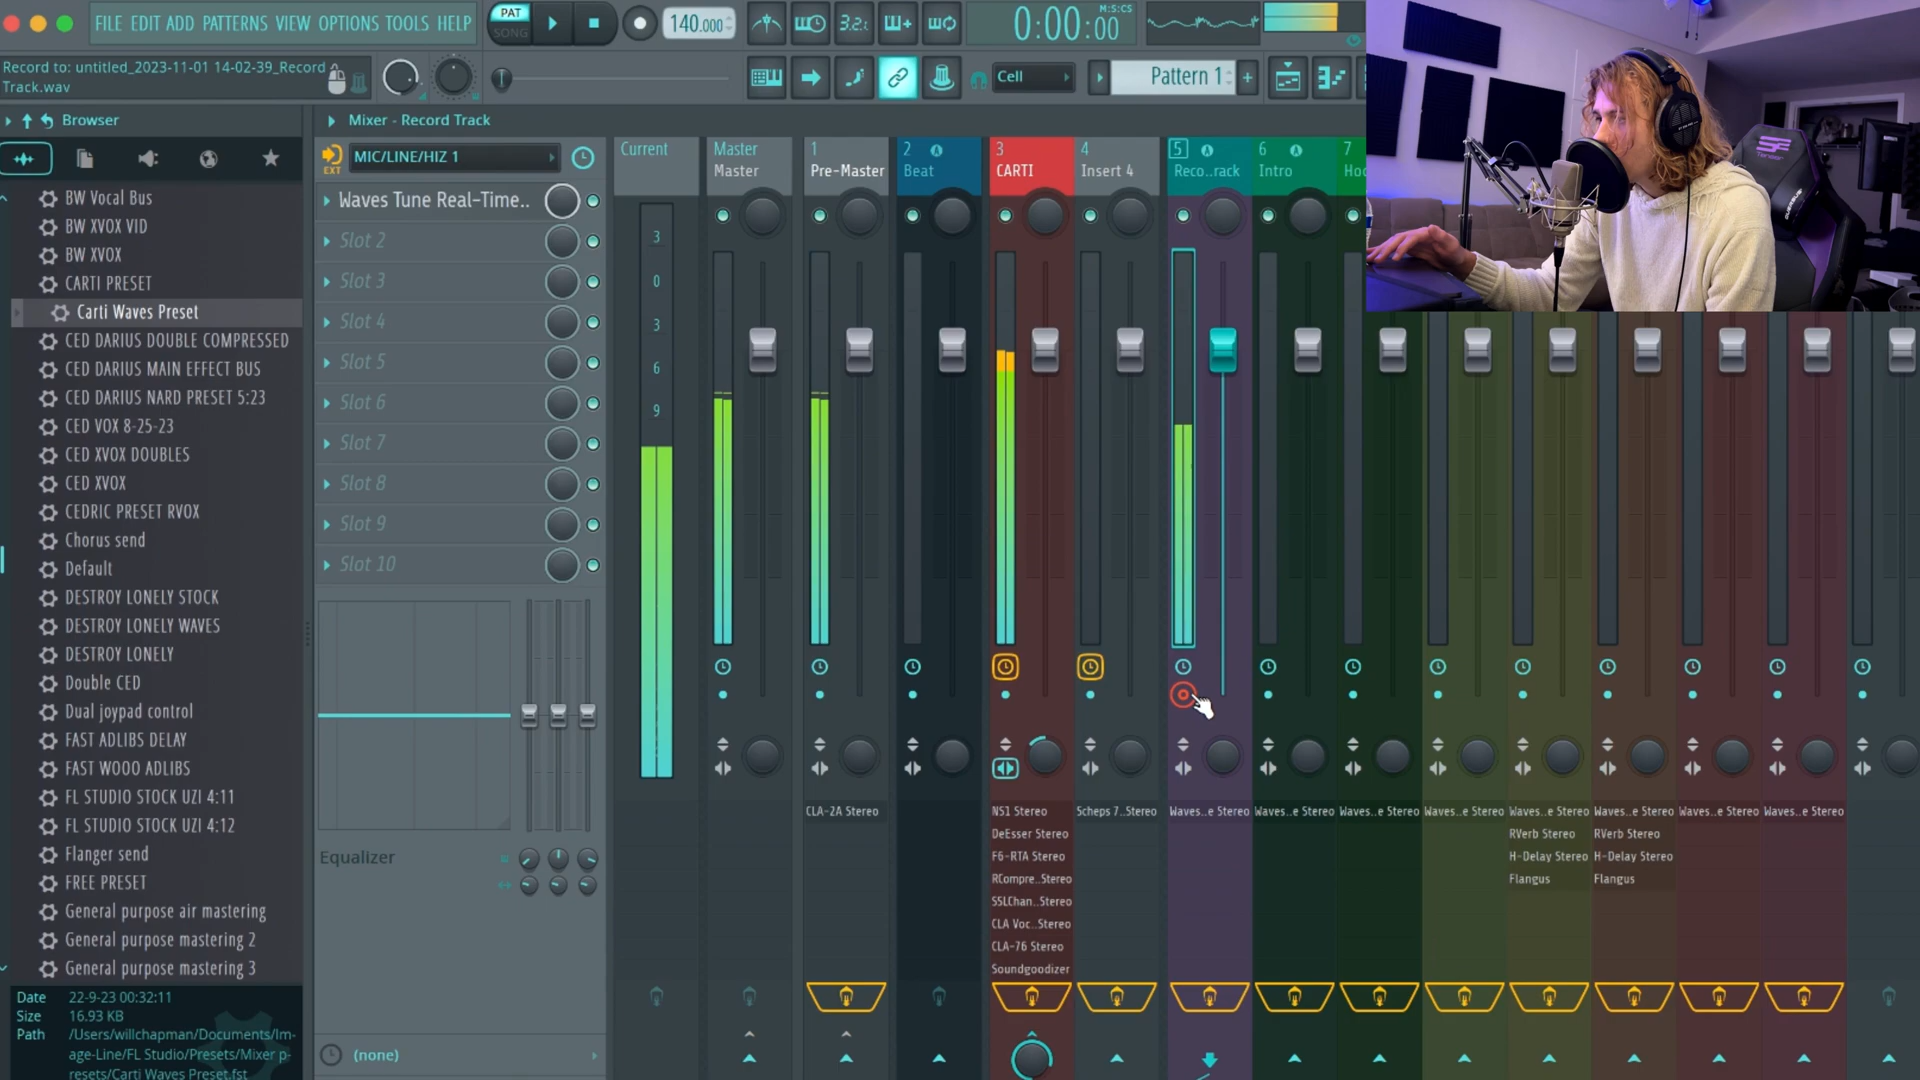 FILE EDIT ADD PATTERNS VIEW OPTIONS TOOLS HELP
PAT
SONG
140.000
3.2.
0:00:00
M:S:CS
Record to: untitled_2023-11-01 14-02-39_Record
Track.wav
Cell
Pattern 1
Browser
Mixer - Record Track
EXT
MIC/LINE/HIZ 1
Waves Tune Real-Time..
Slot 2
Slot 3
Slot 4
Slot 5
Slot 6
Slot 7
Slot 8
Slot 9
Slot 10
Equalizer
(none)
BW Vocal Bus
BW XVOX VID
BW XVOX
CARTI PRESET
Carti Waves Preset
CED DARIUS DOUBLE COMPRESSED
CED DARIUS MAIN EFFECT BUS
CED DARIUS NARD PRESET 5:23
CED VOX 8-25-23
CED XVOX DOUBLES
CED XVOX
CEDRIC PRESET RVOX
Chorus send
Default
DESTROY LONELY STOCK
DESTROY LONELY WAVES
DESTROY LONELY
Double CED
Dual joypad control
FAST ADLIBS DELAY
FAST WOOO ADLIBS
FL STUDIO STOCK UZI 4:11
FL STUDIO STOCK UZI 4:12
Flanger send
FREE PRESET
General purpose air mastering
General purpose mastering 2
General purpose mastering 3
Date 22-9-23 00:32:11
Size 16.93 KB
Path /Users/willchapman/Documents/Im-
age-Line/FL Studio/Presets/Mixer p-
resets/Carti Waves Preset.fst
Current
Master
Master
1
Pre-Master
2
Beat
3
CARTI
4
Insert 4
5
Reco..rack
6
Intro
7
Hoo
3
0
3
6
9
CLA-2A Stereo
NS1 Stereo
DeEsser Stereo
F6-RTA Stereo
RCompre..Stereo
SSLChan..Stereo
CLA Voc..Stereo
CLA-76 Stereo
Soundgoodizer
Scheps 7..Stereo
Waves..e Stereo
Waves..e Stereo
Waves..e Stereo
Waves..e Stereo
Waves..e Stereo
RVerb Stereo
H-Delay Stereo
Flangus
Waves..e Stereo
RVerb Stereo
H-Delay Stereo
Flangus
Waves..e Stereo
Waves..e Stereo